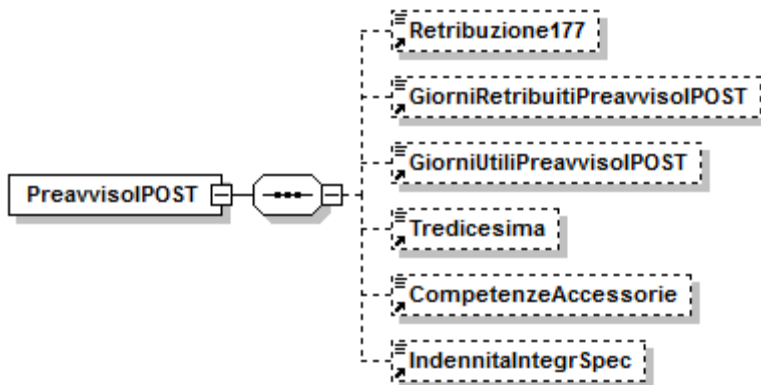 Retribuzione177
GiorniRetribuitiPreavvisoIPOST
GiorniUtiliPreavvisoIPOST
PreavvisoIPOST
Tredicesima
CompetenzeAccessorie
IndennitaIntegrSpec